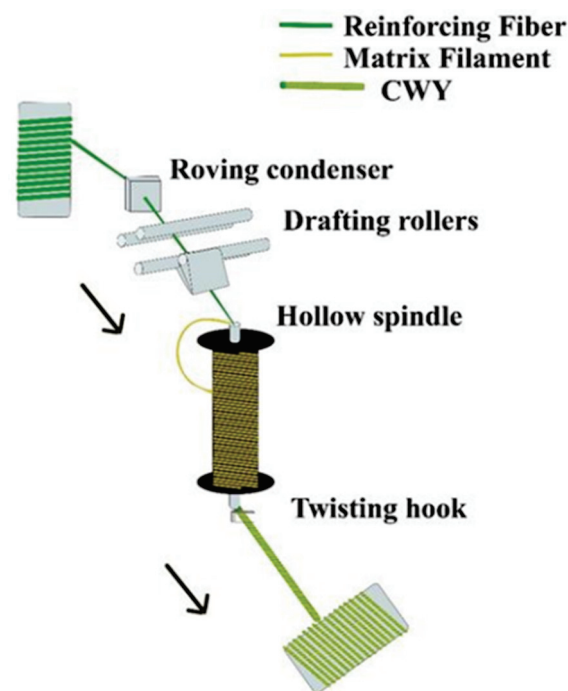 Reinforcing Fiber
Matrix Filament
CWY
Roving condenser
Drafting rollers
Hollow spindle
Twisting hook